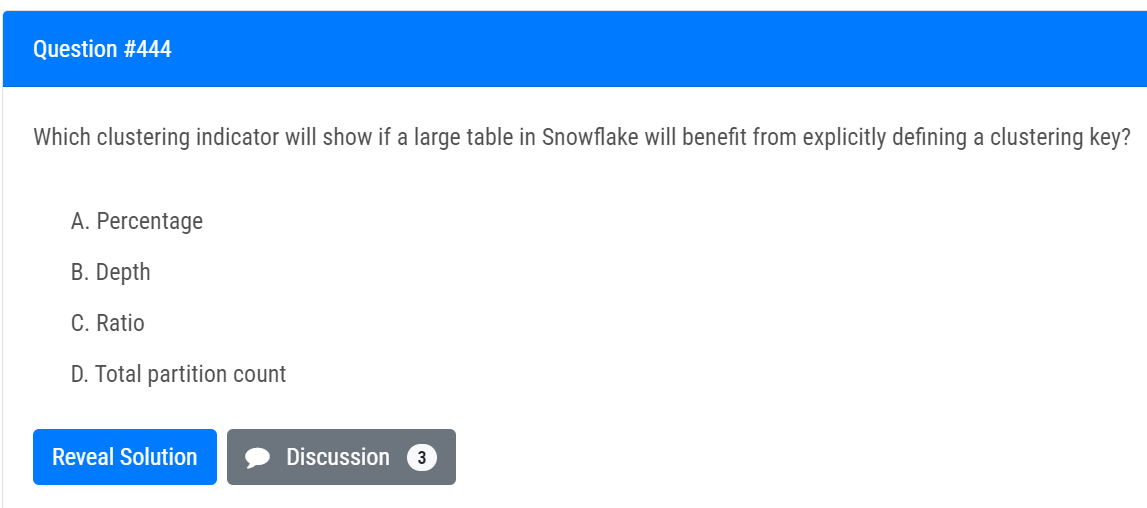 Question #444
Which clustering indicator will show if a large table in Snowflake will benefit from explicitly defining a clustering key?
A. Percentage
B. Depth
C. Ratio
D. Total partition count
Reveal Solution Discussion 3